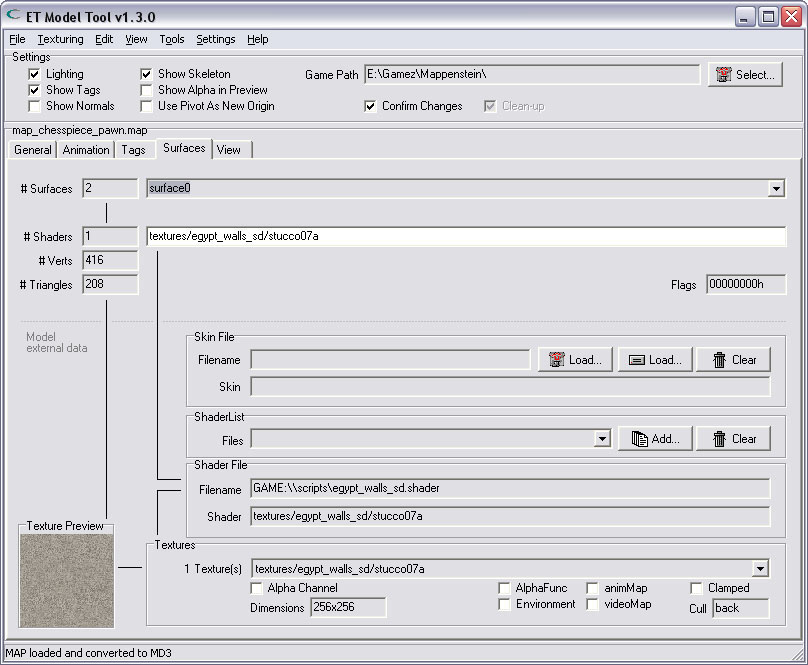 ET Model Tool v1.3.0
File Texturing Edit View Tools Settings Help
Settings
Lighting Show Skeleton Game Path E:\Gamez\Mappenstein\ Select...
Show Tags Show Alpha in Preview
Show Normals Use Pivot As New Origin Confirm Changes Clean-up
map_chesspiece_pawn.map
General Animation Tags Surfaces View
# Surfaces 2 surface0
# Shaders 1 textures/egypt_walls_sd/stucco07a
# Verts 416
# Triangles 208 Flags 00000000h
Model
external data
Skin File
Filename Load... Load... Clear
Skin
ShaderList
Files Add... Clear
Shader File
Filename GAME:\\scripts\egypt_walls_sd.shader
Shader textures/egypt_walls_sd/stucco07a
Texture Preview
Textures
1 Texture(s) textures/egypt_walls_sd/stucco07a
Alpha Channel AlphaFunc animMap Clamped
Dimensions 256x256 Environment videoMap Cull back
MAP loaded and converted to MD3